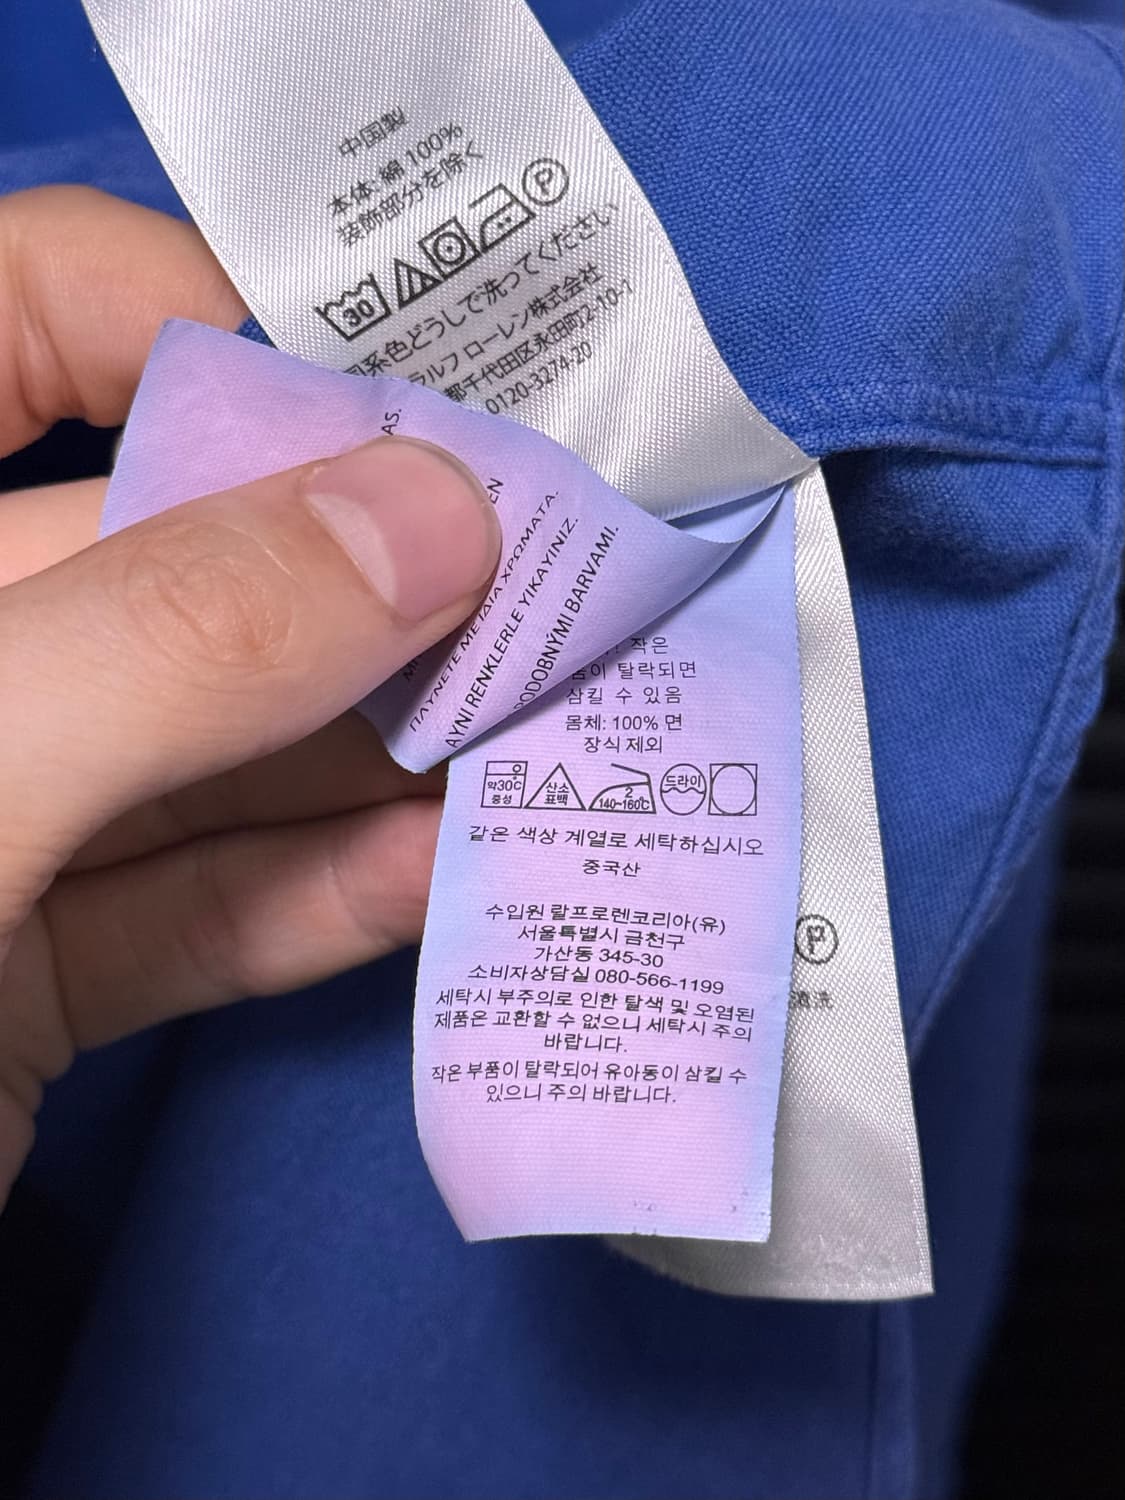 中国製
本体: 綿 100%
装飾部分を除く
30
P
系色どうしで洗ってください
ラルフ ローレン株式会社
都千代田区永田町2-10-1
0120-3274-20
AS.
EN
ΠΛΥΝΕΤΕ ΜΕ ΙΔΙΑ ΧΡΩΜΑΤΑ.
AYNI RENKLERLE YIKAYINIZ.
PODOBNÝMI BARVAMI.
작은
품이 탈락되면
삼킬 수 있음
몸체: 100% 면
장식 제외
약30℃ 중성
산소 표백
2 140~160℃
드라이
같은 색상 계열로 세탁하십시오
중국산
수입원 랄프로렌코리아(유)
서울특별시 금천구
가산동 345-30
소비자상담실 080-566-1199
세탁시 부주의로 인한 탈색 및 오염된
제품은 교환할 수 없으니 세탁시 주의
바랍니다.
작은 부품이 탈락되어 유아동이 삼킬 수
있으니 주의 바랍니다.
P
洗